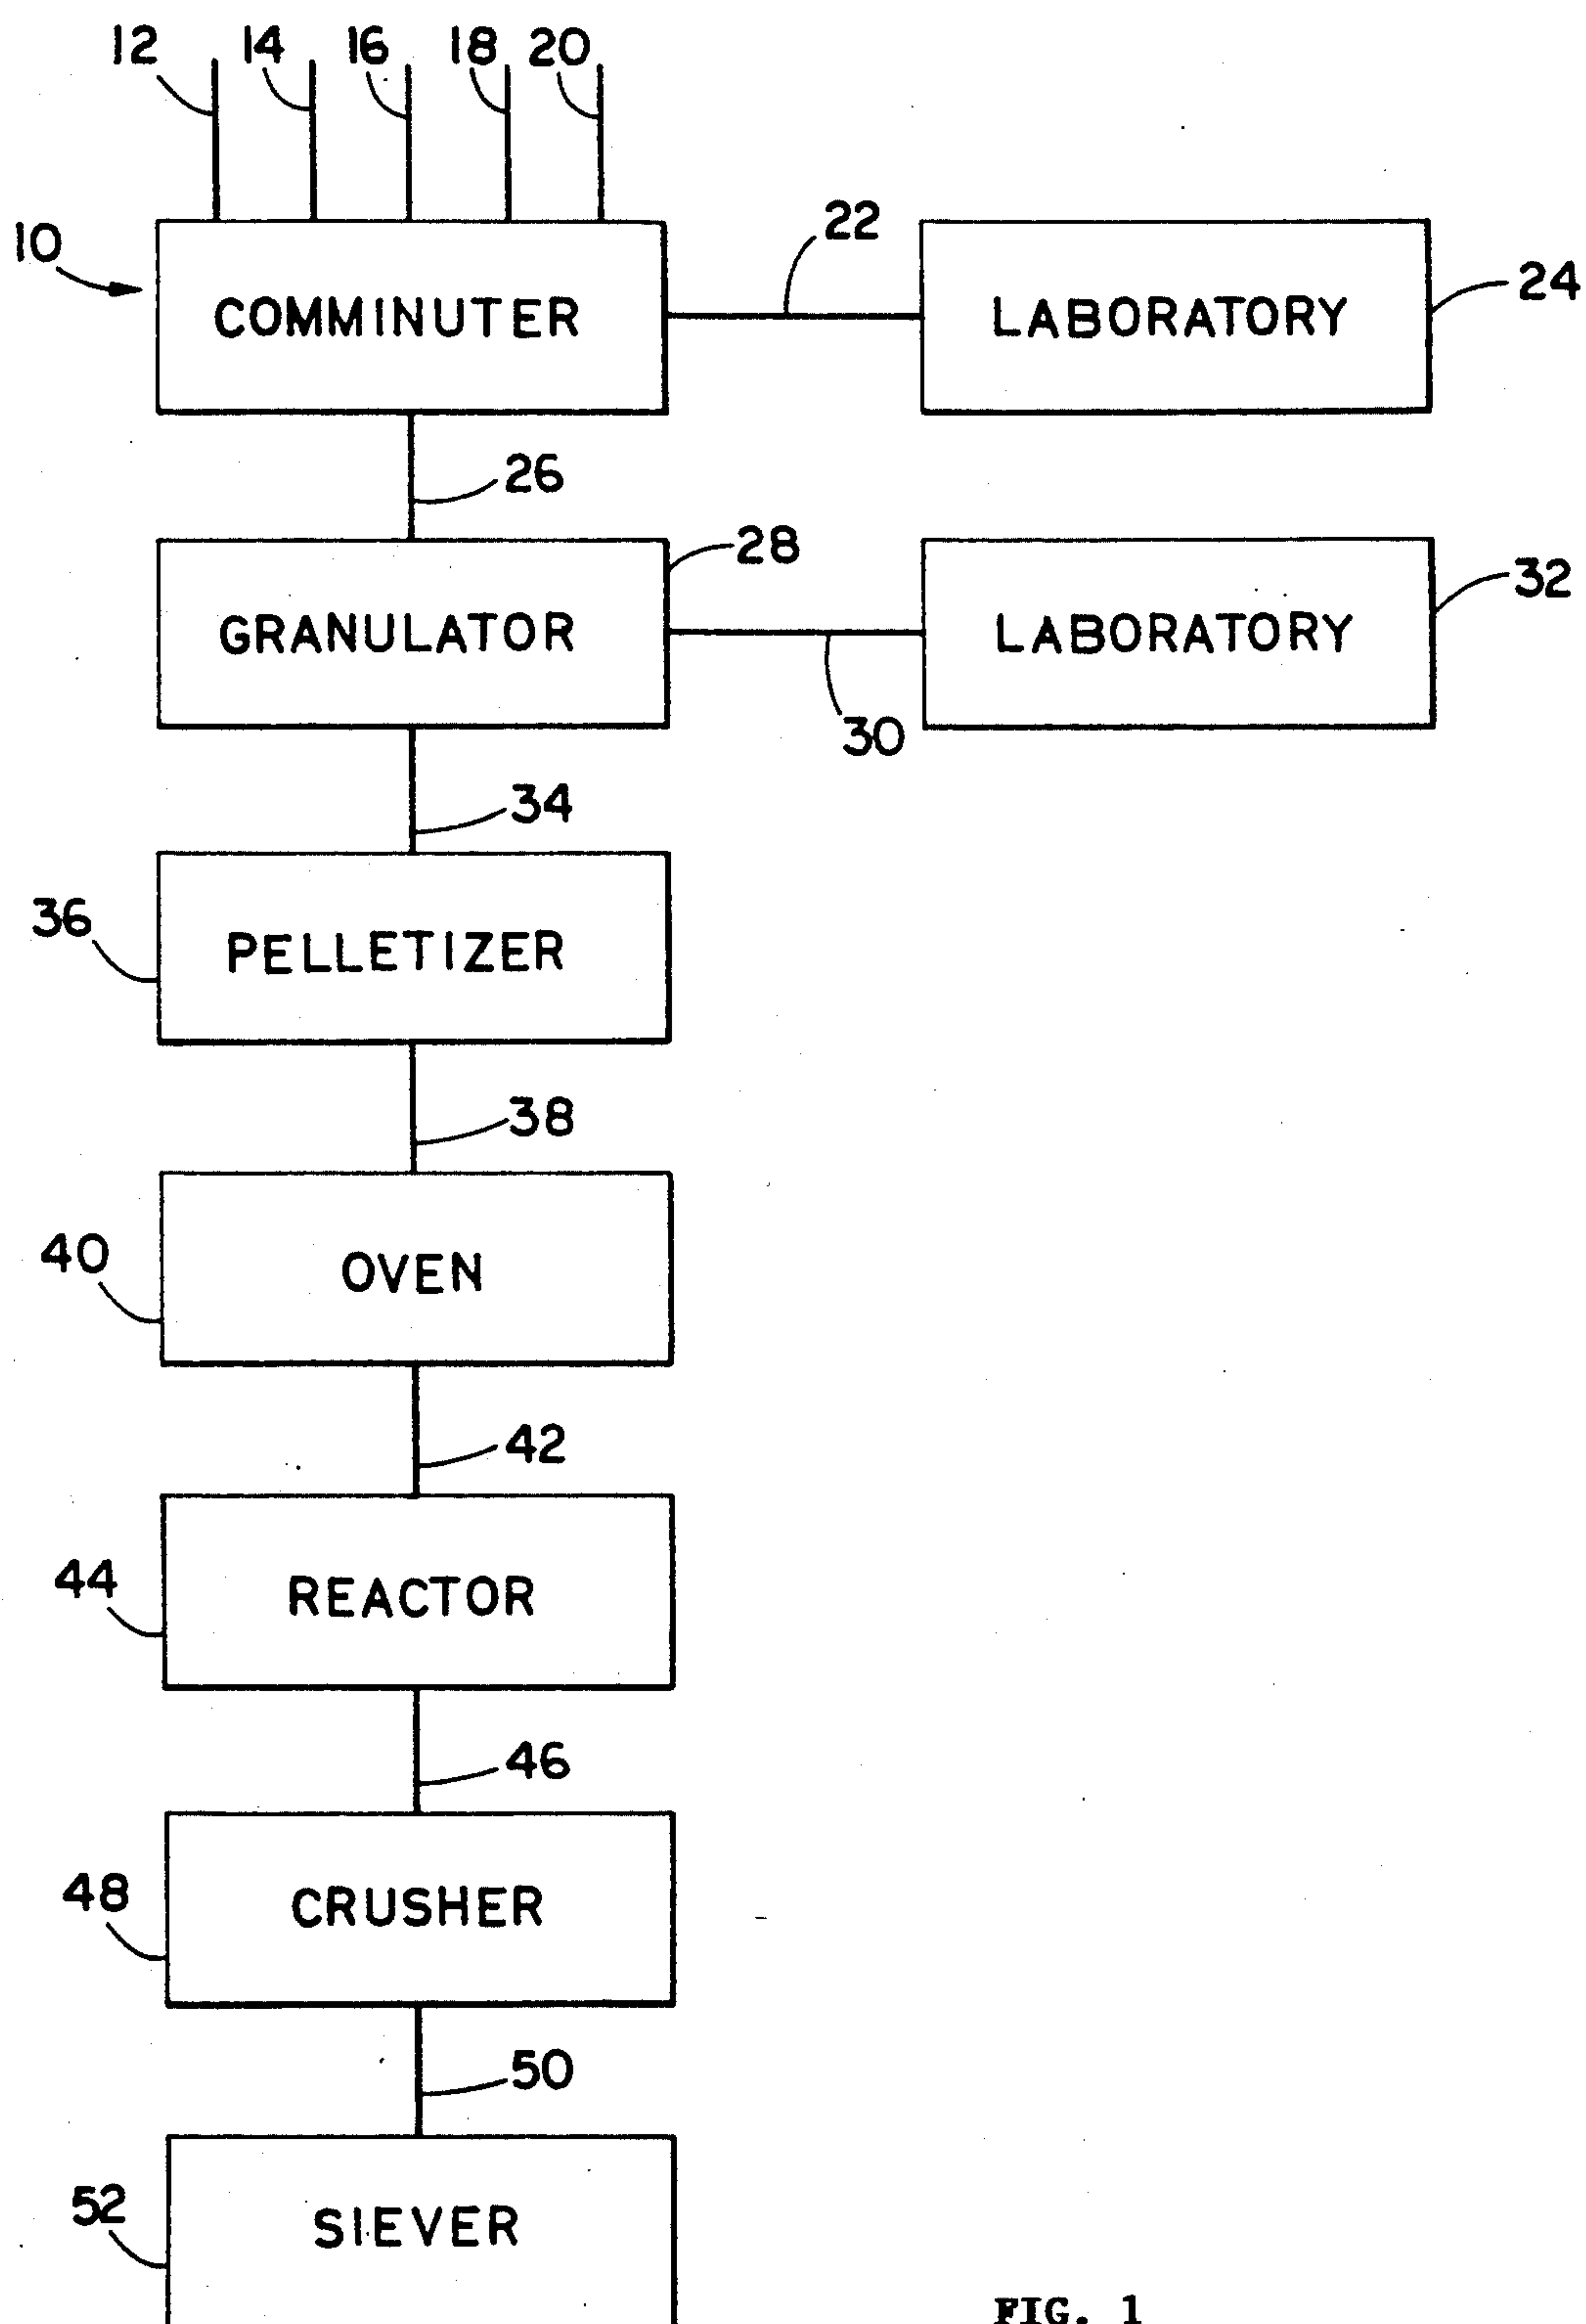 12 14 16 18 20
10
COMMINUTER
22
LABORATORY
24
26
GRANULATOR
28
LABORATORY
32
30
34
36
PELLETIZER
38
40
OVEN
42
44
REACTOR
46
48
CRUSHER
50
52
SIEVER
FIG. 1